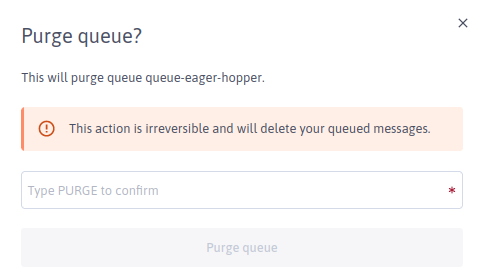 Purge queue?
This will purge queue queue-eager-hopper.
This action is irreversible and will delete your queued messages.
Type PURGE to confirm *
Purge queue